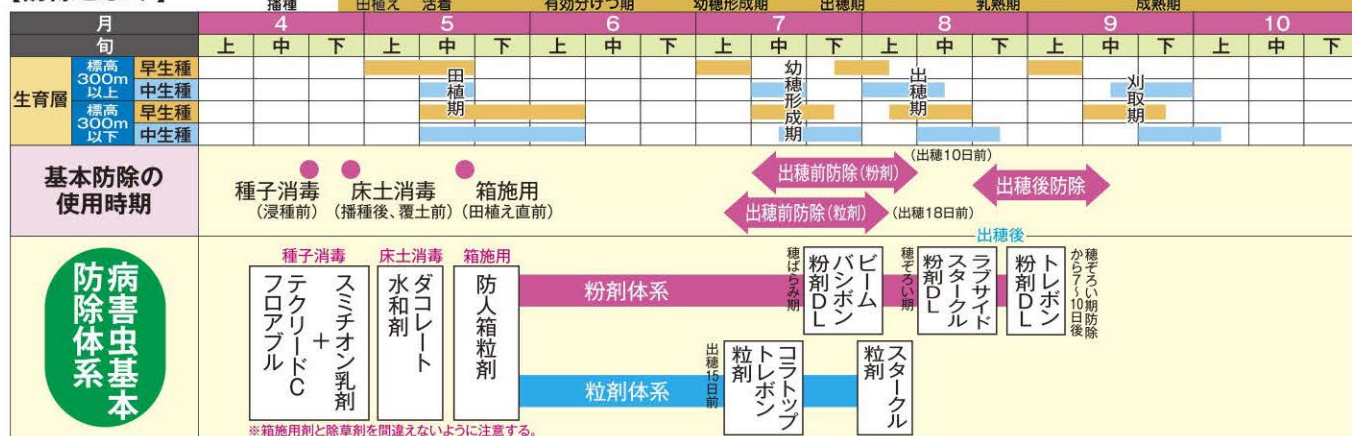 播種 田植え 活着 有効分げつ期 幼穂形成期 出穂期 乳熟期 成熟期
月 4 5 6 7 8 9 10
旬 上 中 下 上 中 下 上 中 下 上 中 下 上 中 下 上 中 下 上 中 下
生育層
標高300m以上 早生種
中生種
標高300m以下 早生種
中生種
田植期
幼穂形成期
出穂期
刈取期
基本防除の
使用時期
種子消毒
(浸種前)
床土消毒
(播種後、覆土前)
箱施用
(田植え直前)
出穂前防除(粉剤)
(出穂10日前)
出穂前防除(粒剤)
(出穂18日前)
出穂後防除
病害虫基本
防除体系
種子消毒
スミチオン乳剤
+
テクリードC
フロアブル
床土消毒
ダコレート
水和剤
箱施用
防人箱粒剤
粉剤体系
穂ばらみ期
ビーム
バシボン
粉剤DL
出穂後
穂ぞろい期
ラブサイド
スタークル
粉剤DL
トレボン
粉剤DL
穂ぞろい期防除
から7〜10日後
粒剤体系
出穂15日前
コラトップ
トレボン
粒剤
スタークル
粒剤
※箱施用剤と除草剤を間違えないように注意する。